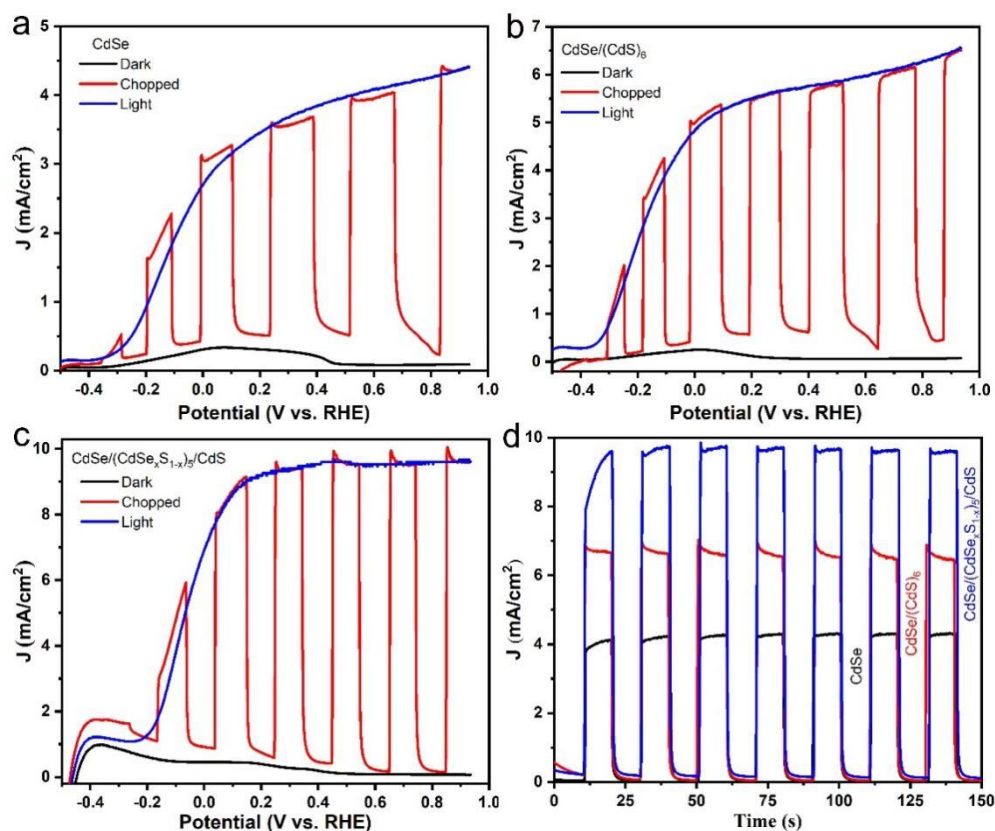 a
CdSe
Dark
Chopped
Light
J (mA/cm²)
5
4
3
2
1
0
-0.4 -0.2 0.0 0.2 0.4 0.6 0.8 1.0
Potential (V vs. RHE)
b
CdSe/(CdS)₆
Dark
Chopped
Light
J (mA/cm²)
7
6
5
4
3
2
1
0
-0.4 -0.2 0.0 0.2 0.4 0.6 0.8 1.0
Potential (V vs. RHE)
c
CdSe/(CdSeₓS₁₋ₓ)₅/CdS
Dark
Chopped
Light
J (mA/cm²)
10
8
6
4
2
0
-0.4 -0.2 0.0 0.2 0.4 0.6 0.8 1.0
Potential (V vs. RHE)
d
J (mA/cm²)
10
8
6
4
2
0
CdSe
CdSe/(CdS)₆
CdSe/(CdSeₓS₁₋ₓ)₅/CdS
0 25 50 75 100 125 150
Time (s)